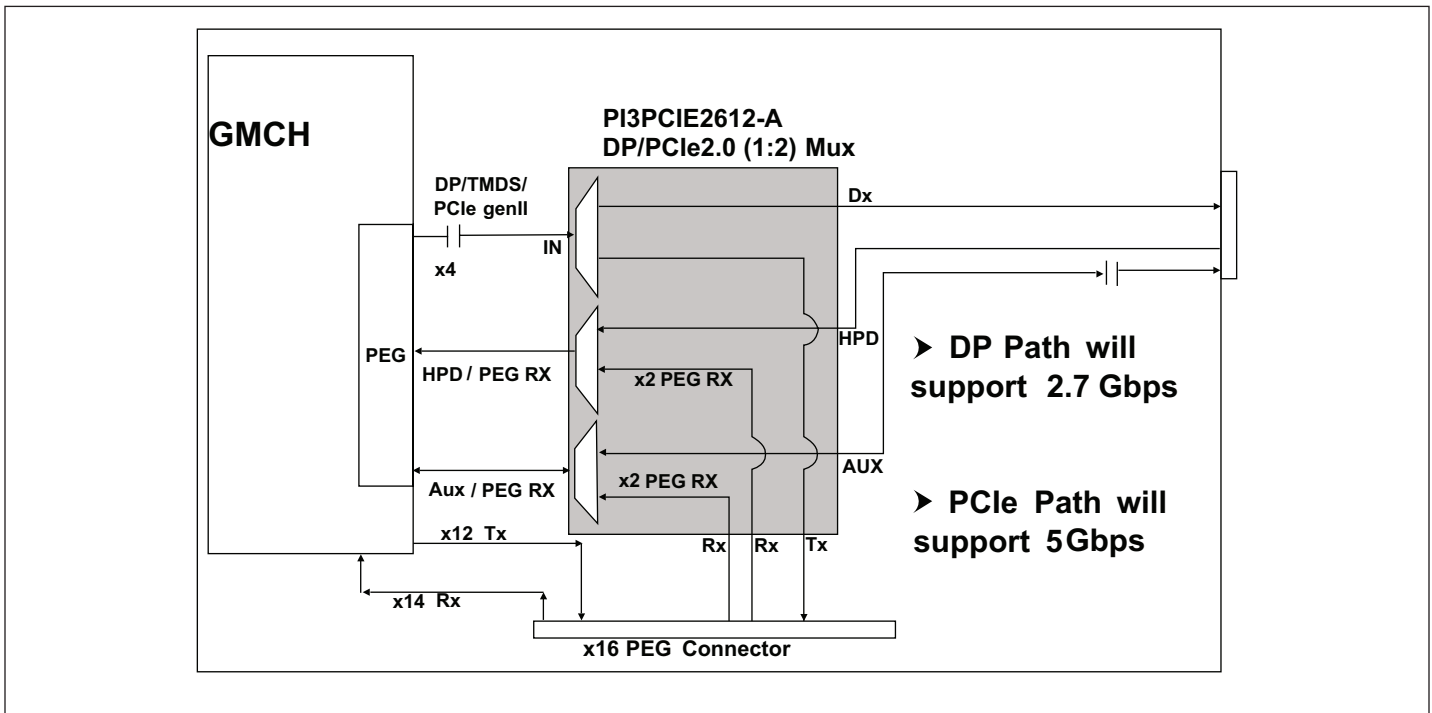 PI3PCIE2612-A
DP/PCIe2.0 (1:2) Mux
GMCH
DP/TMDS/
PCIe genII
IN
x4
Dx
PEG
HPD / PEG RX
x2 PEG RX
HPD
➤ DP Path will
support 2.7 Gbps
Aux / PEG RX
x2 PEG RX
AUX
➤ PCIe Path will
support 5Gbps
x12 Tx
Rx
Rx
Tx
x14 Rx
x16 PEG Connector